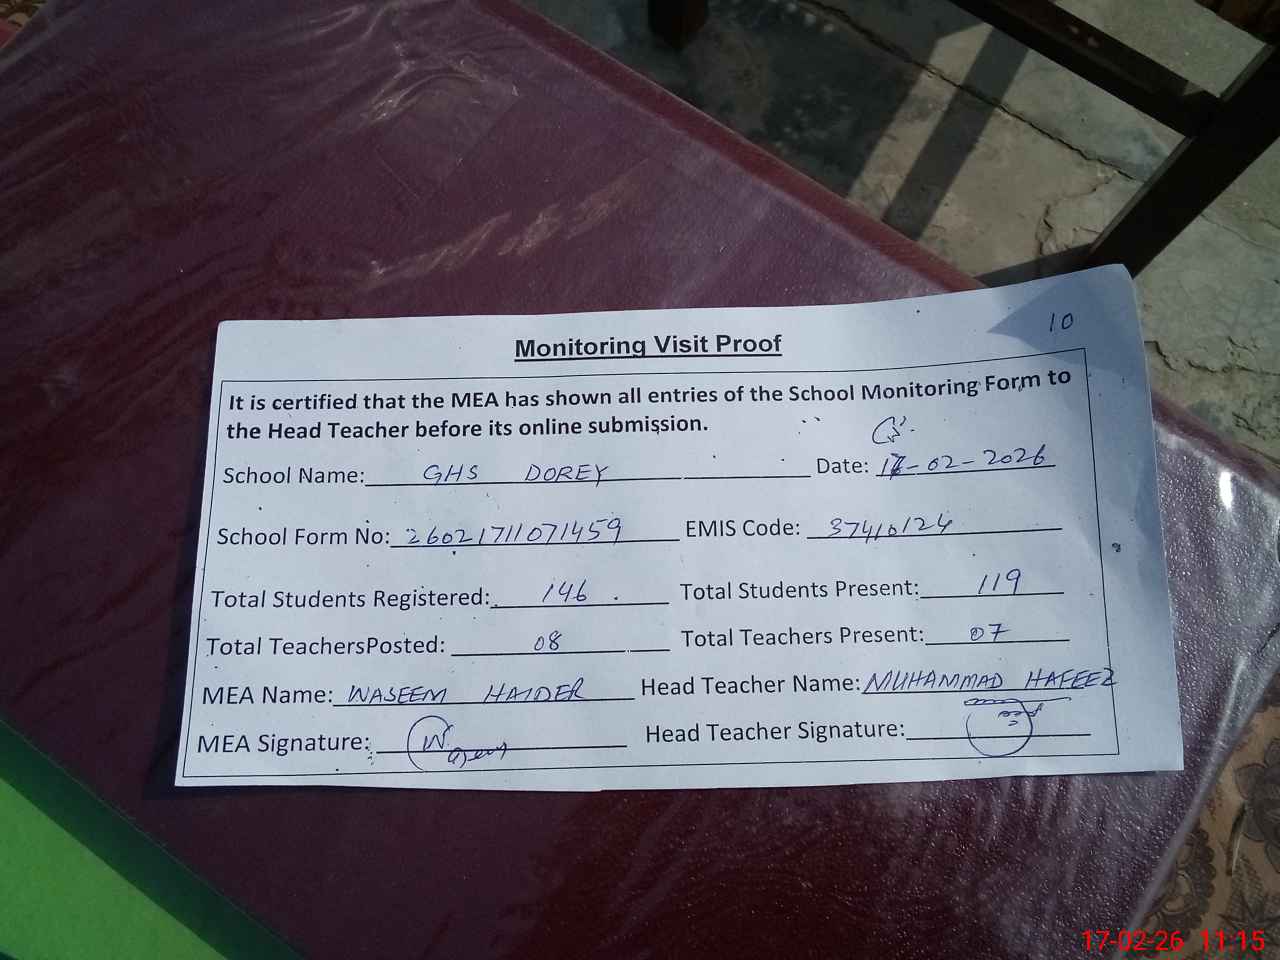 10
Monitoring Visit Proof
It is certified that the MEA has shown all entries of the School Monitoring Form to
the Head Teacher before its online submission.
School Name: GHS DOREY Date: 17-02-2026
School Form No: 26021711071459 EMIS Code: 37410124
Total Students Registered: 146 . Total Students Present: 119
Total TeachersPosted: 08 Total Teachers Present: 07
MEA Name: WASEEM HAIDER Head Teacher Name: MUHAMMAD HAFEEZ
MEA Signature: Head Teacher Signature:
17-02-26 11:15